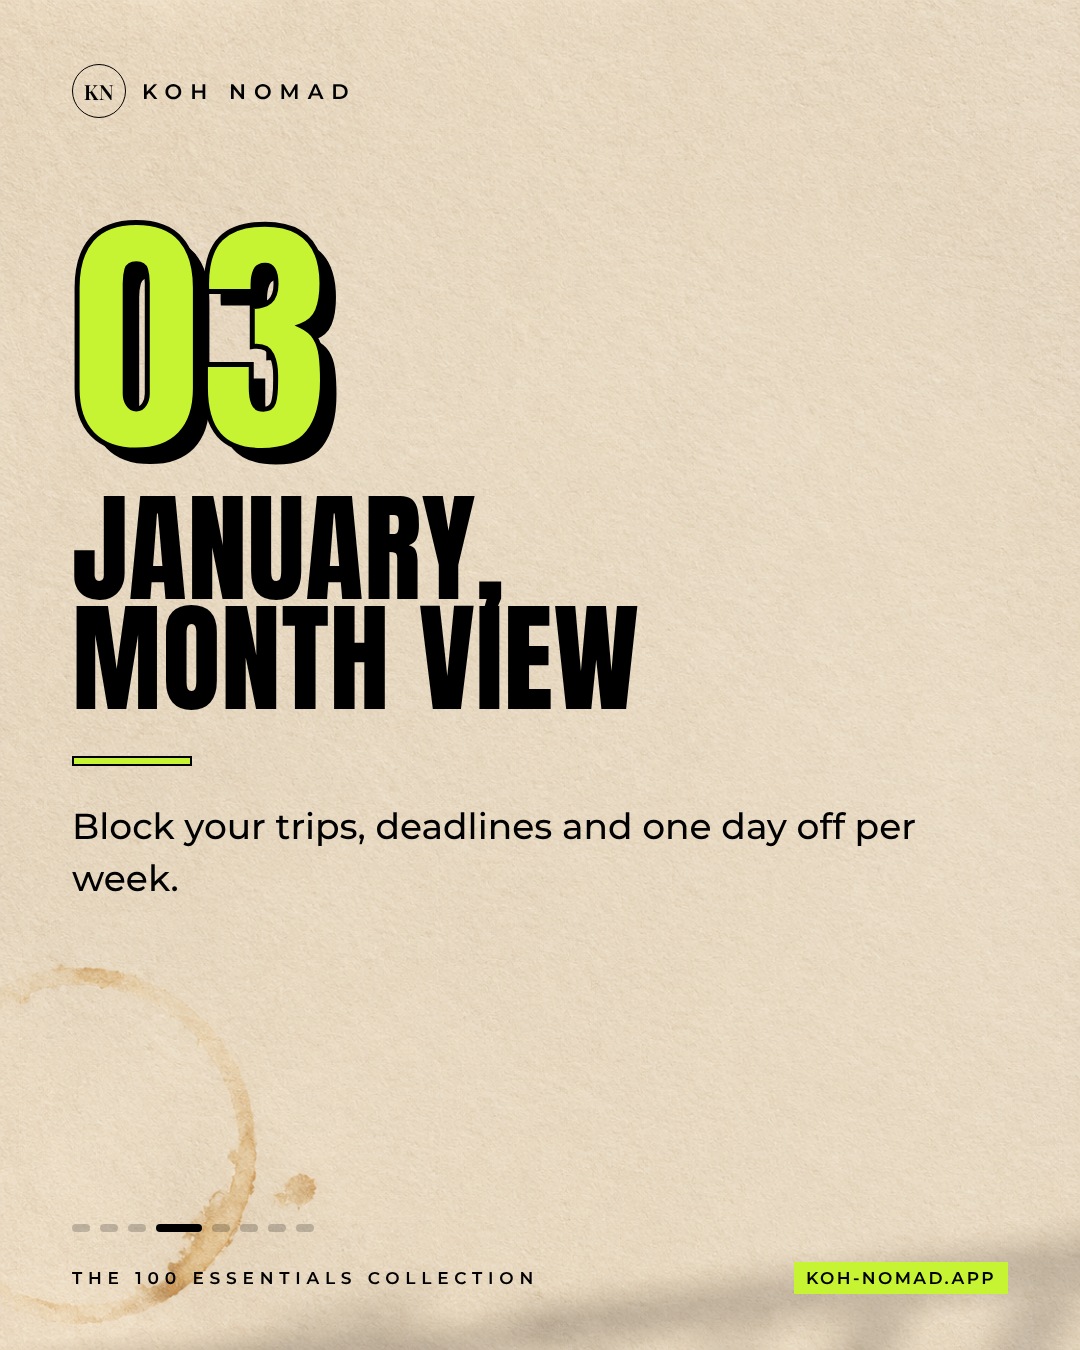 KN KOH NOMAD
03
JANUARY,
MONTH VIEW
Block your trips, deadlines and one day off per
week.
THE 100 ESSENTIALS COLLECTION
KOH-NOMAD.APP